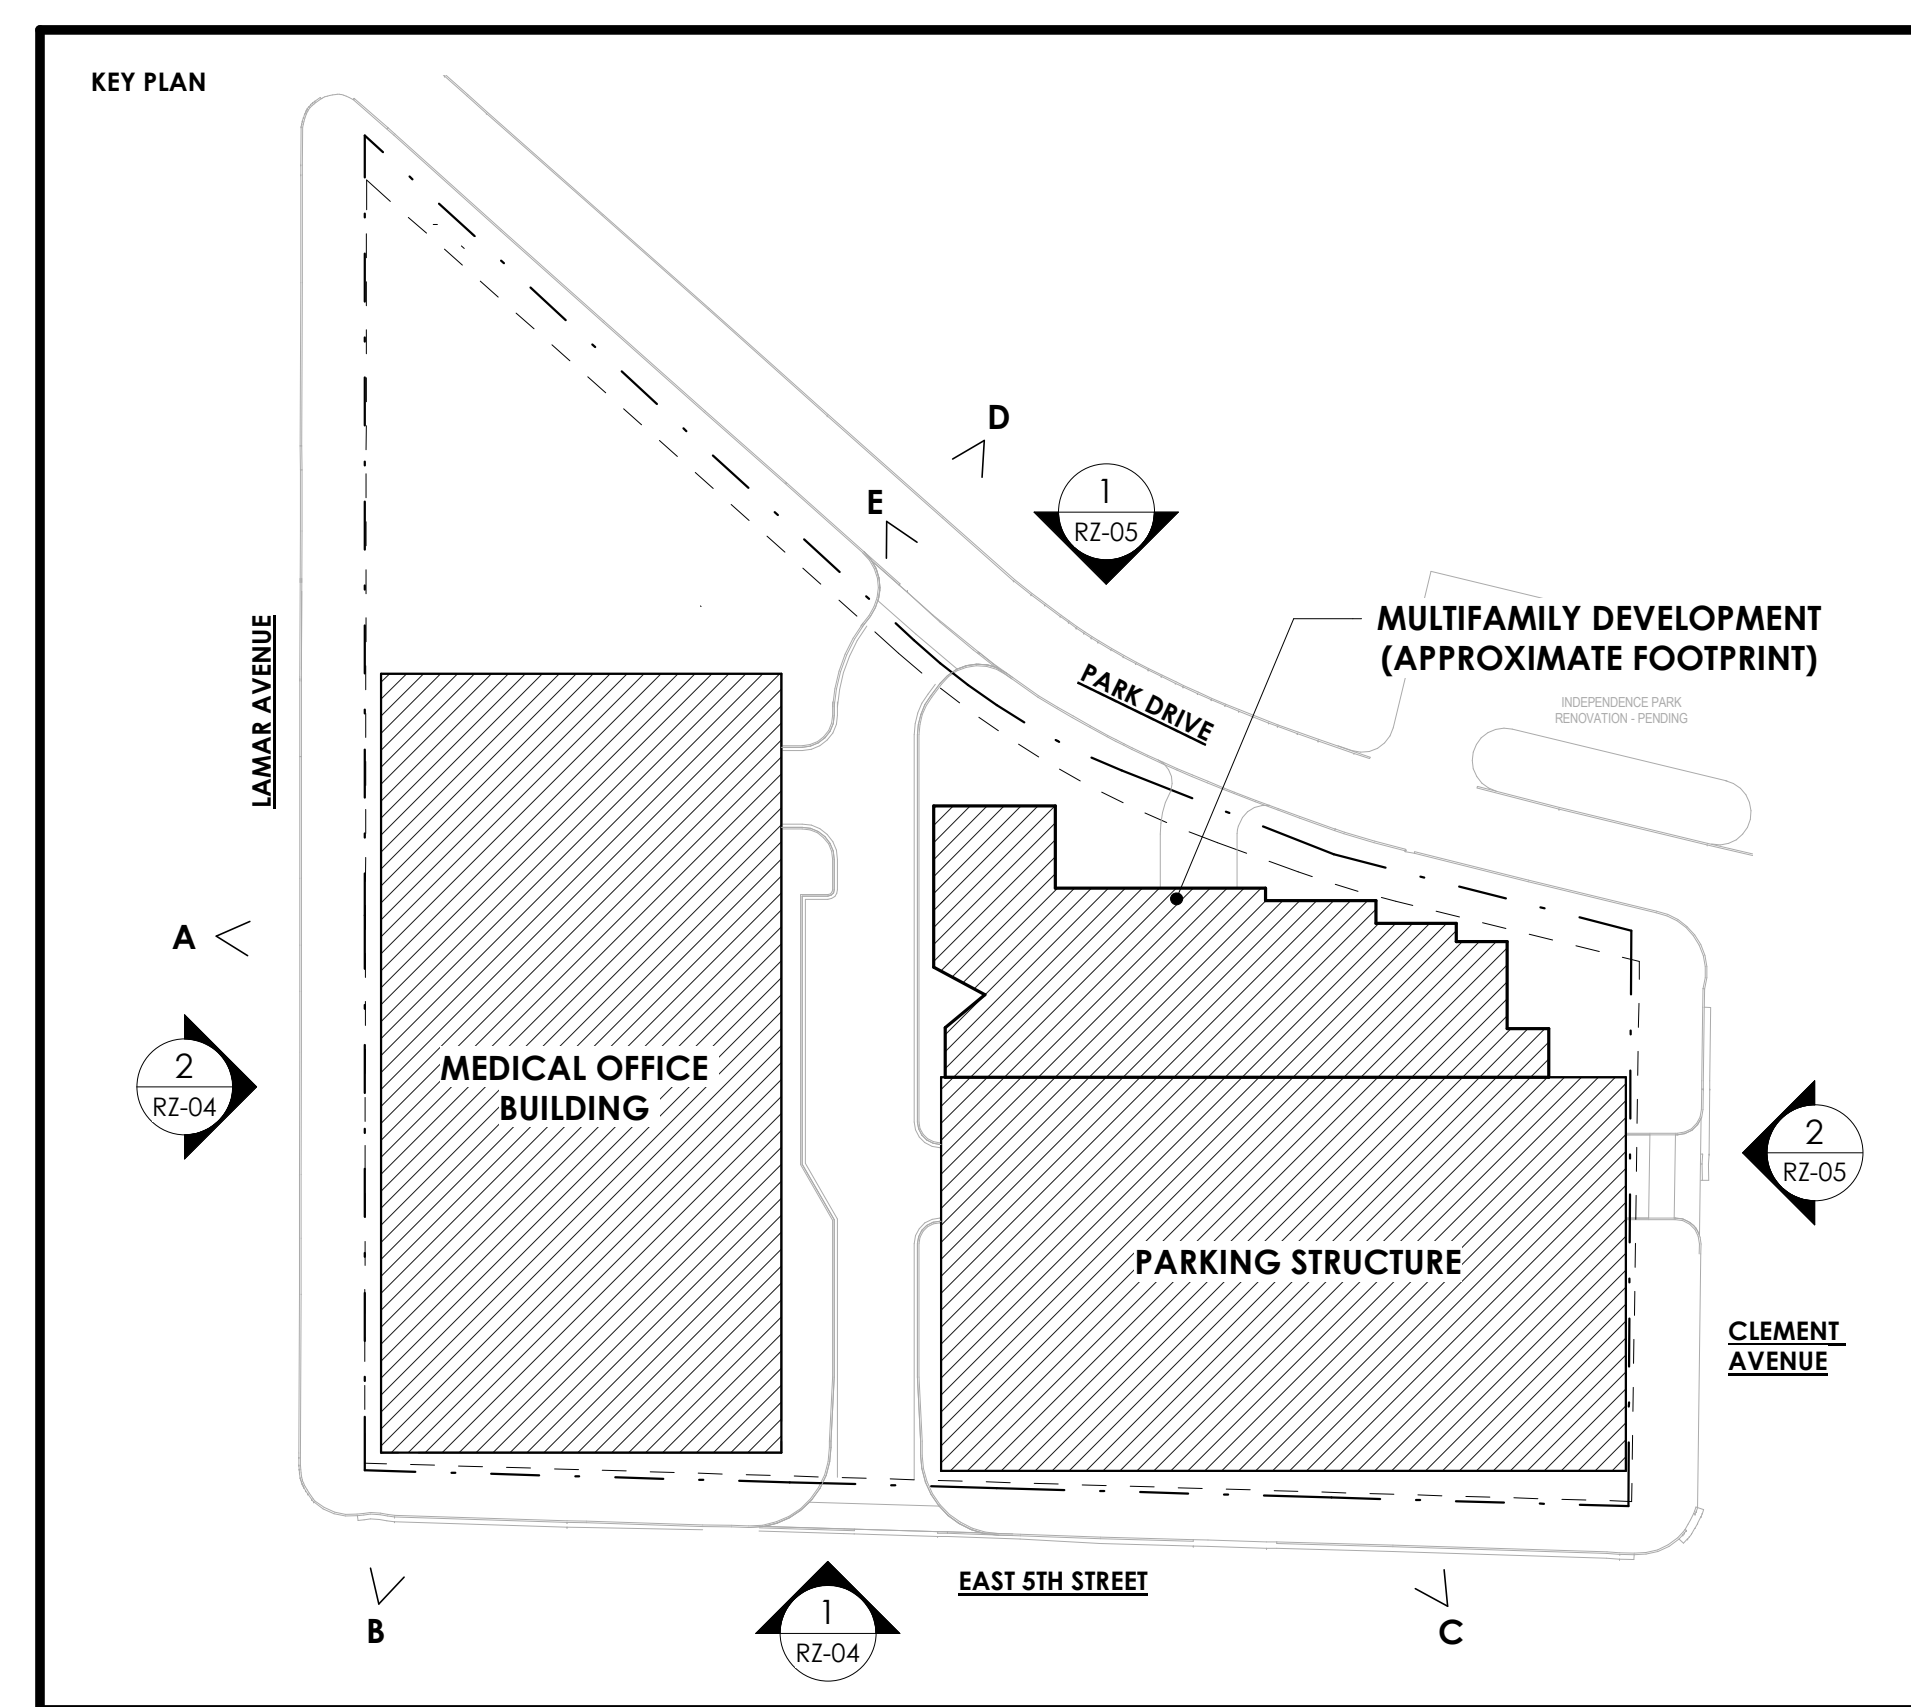 KEY PLAN
D
1
RZ-05
E
MULTIFAMILY DEVELOPMENT
(APPROXIMATE FOOTPRINT)
PARK DRIVE
INDEPENDENCE PARK
RENOVATION - PENDING
LAMAR AVENUE
A
2
RZ-04
MEDICAL OFFICE
BUILDING
2
RZ-05
PARKING STRUCTURE
CLEMENT
AVENUE
EAST 5TH STREET
B
1
RZ-04
C